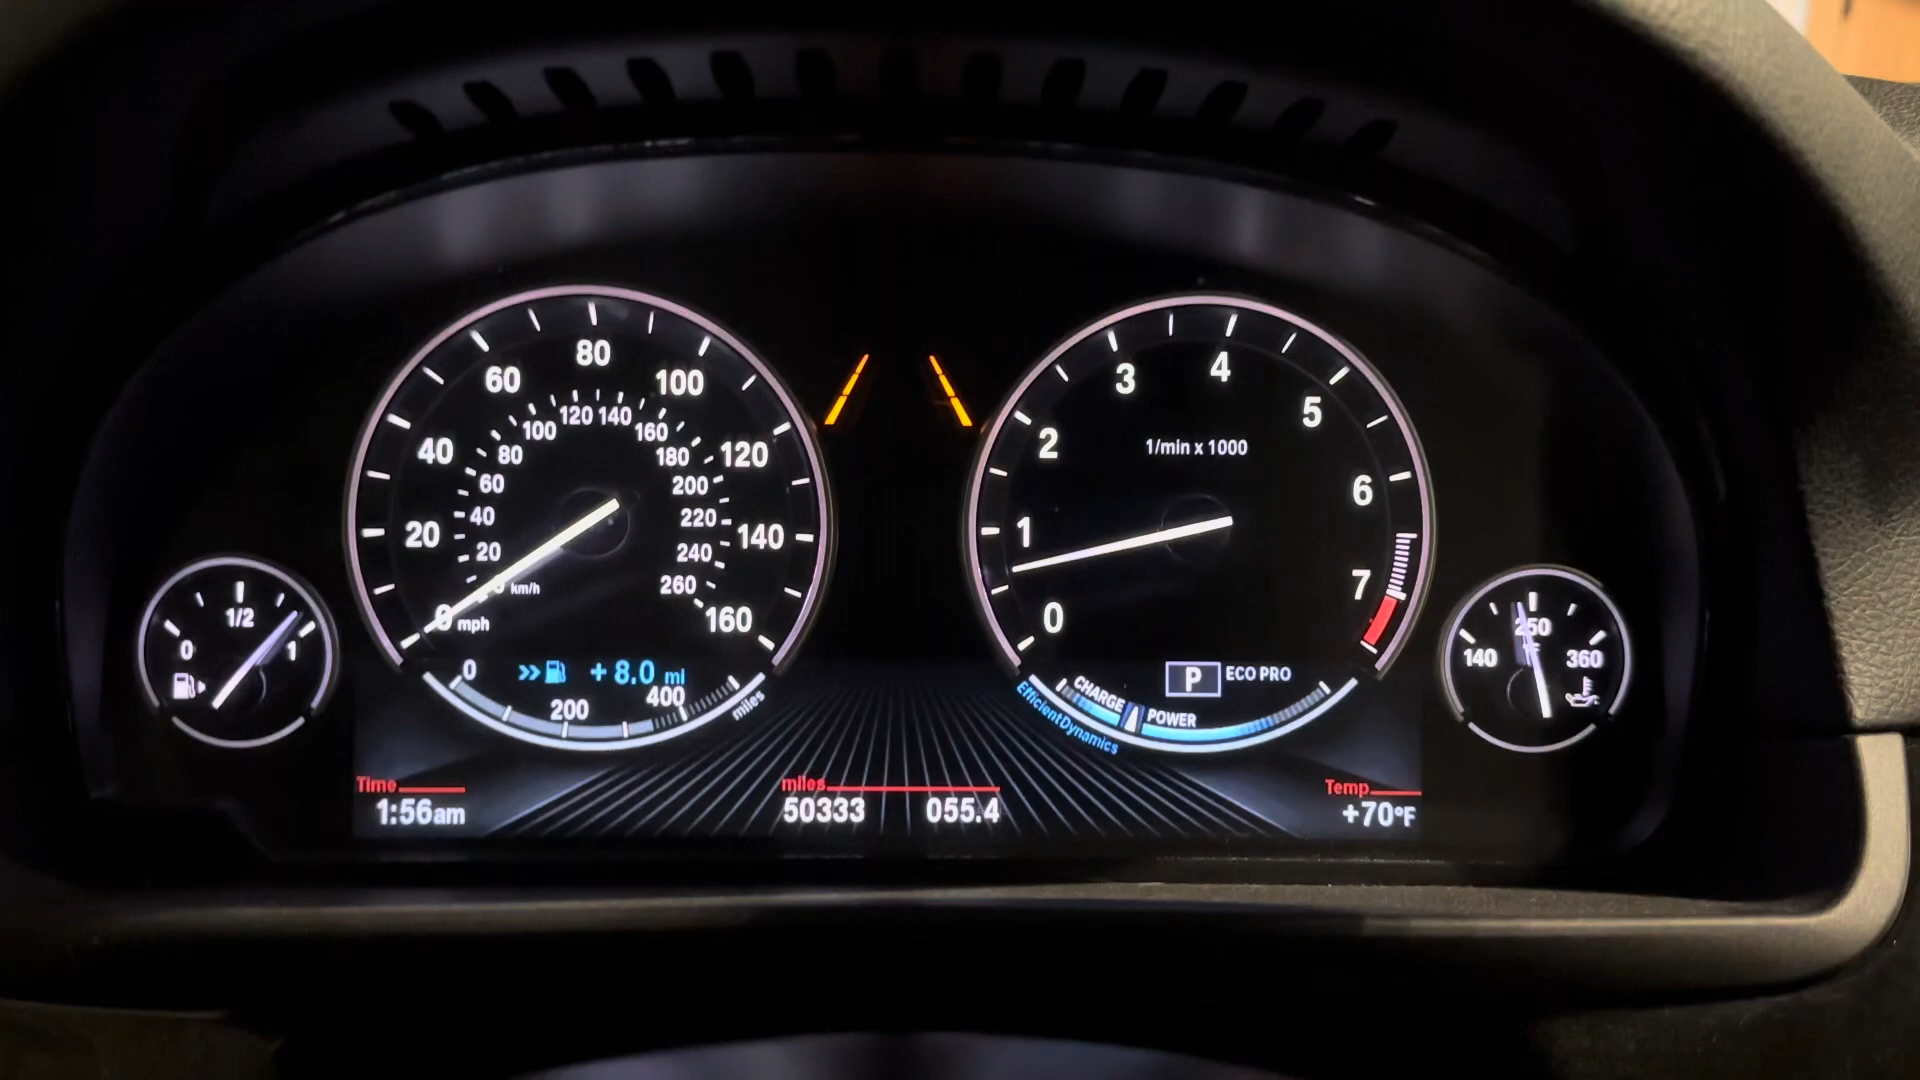 80
60
100
120 140
100
160
40
80
180
120
60
200
20
40
220
140
20
240
0 km/h
260
0 mph
160
1/2
0
1
0
>> + 8.0 mi
200
400
miles
3
4
5
2
1/min x 1000
6
1
7
0
P ECO PRO
CHARGE
POWER
EfficientDynamics
250
°F
140
360
Time
1:56am
miles
50333 055.4
Temp
+70°F